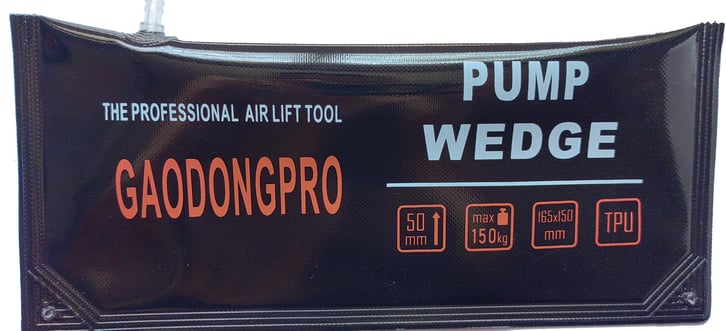 THE PROFESSIONAL AIR LIFT TOOL
GAODONGPRO
PUMP
WEDGE
50
mm
max
150kg
165x150
mm
TPU